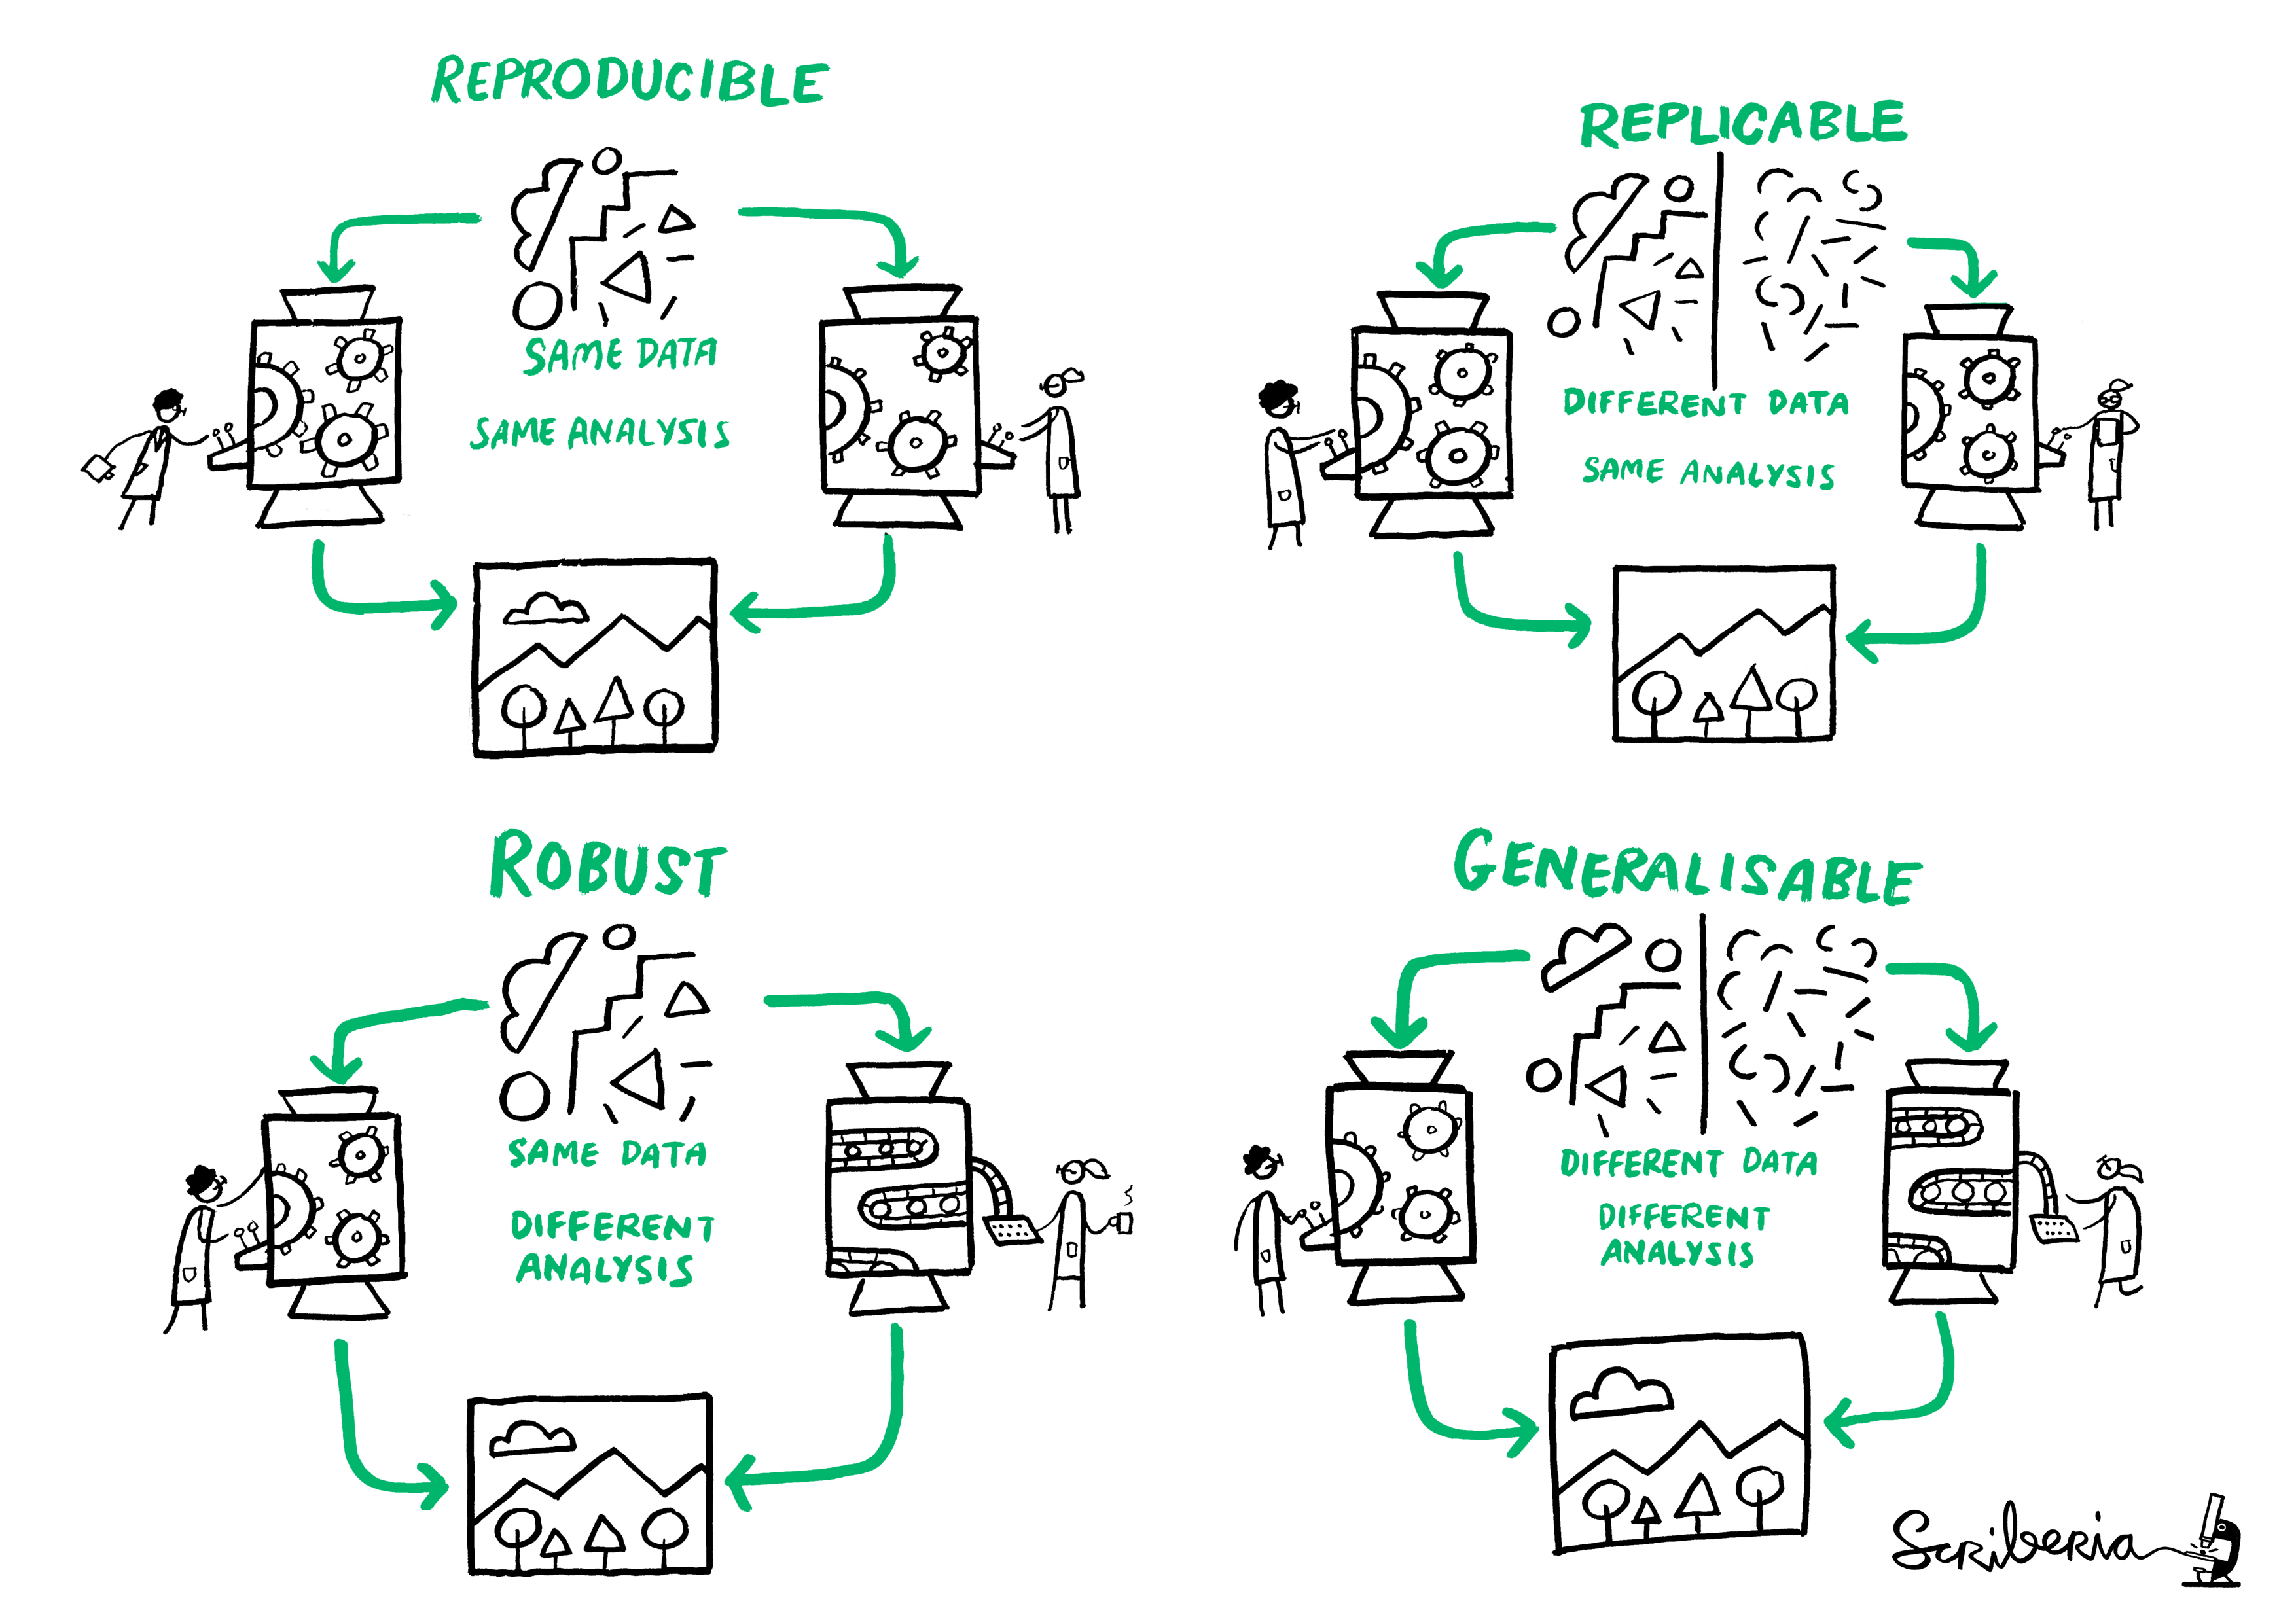 REPRODUCIBLE
SAME DATA
SAME ANALYSIS
REPLICABLE
DIFFERENT DATA
SAME ANALYSIS
ROBUST
SAME DATA
DIFFERENT
ANALYSIS
GENERALISABLE
DIFFERENT DATA
DIFFERENT
ANALYSIS
Scriberia